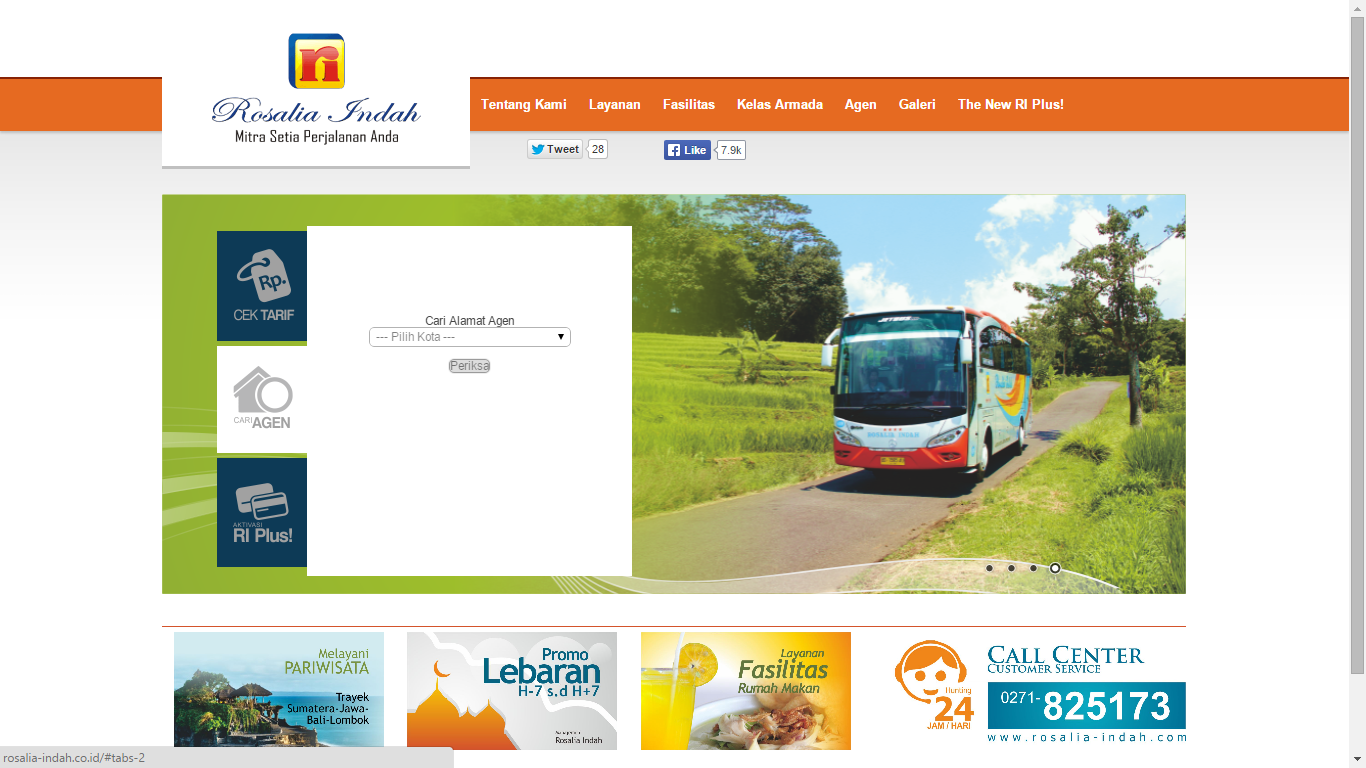 ri
Rosalia Indah
Mitra Setia Perjalanan Anda
Tentang Kami Layanan Fasilitas Kelas Armada Agen Galeri The New RI Plus!
Tweet 28 Like 7.9k
Rp.
CEK TARIF
CARI AGEN
AKTIVASI
RI Plus!
Cari Alamat Agen
--- Pilih Kota ---
Periksa
ROSALIA INDAH
Melayani
PARIWISATA
Trayek
Sumatera-Jawa-
Bali-Lombok
Promo
Lebaran
H-7 s.d H+7
Manajemen
Rosalia Indah
Layanan
Fasilitas
Rumah Makan
Hunting
24
JAM / HARI
CALL CENTER
CUSTOMER SERVICE
0271-825173
www.rosalia-indah.com
rosalia-indah.co.id/#tabs-2